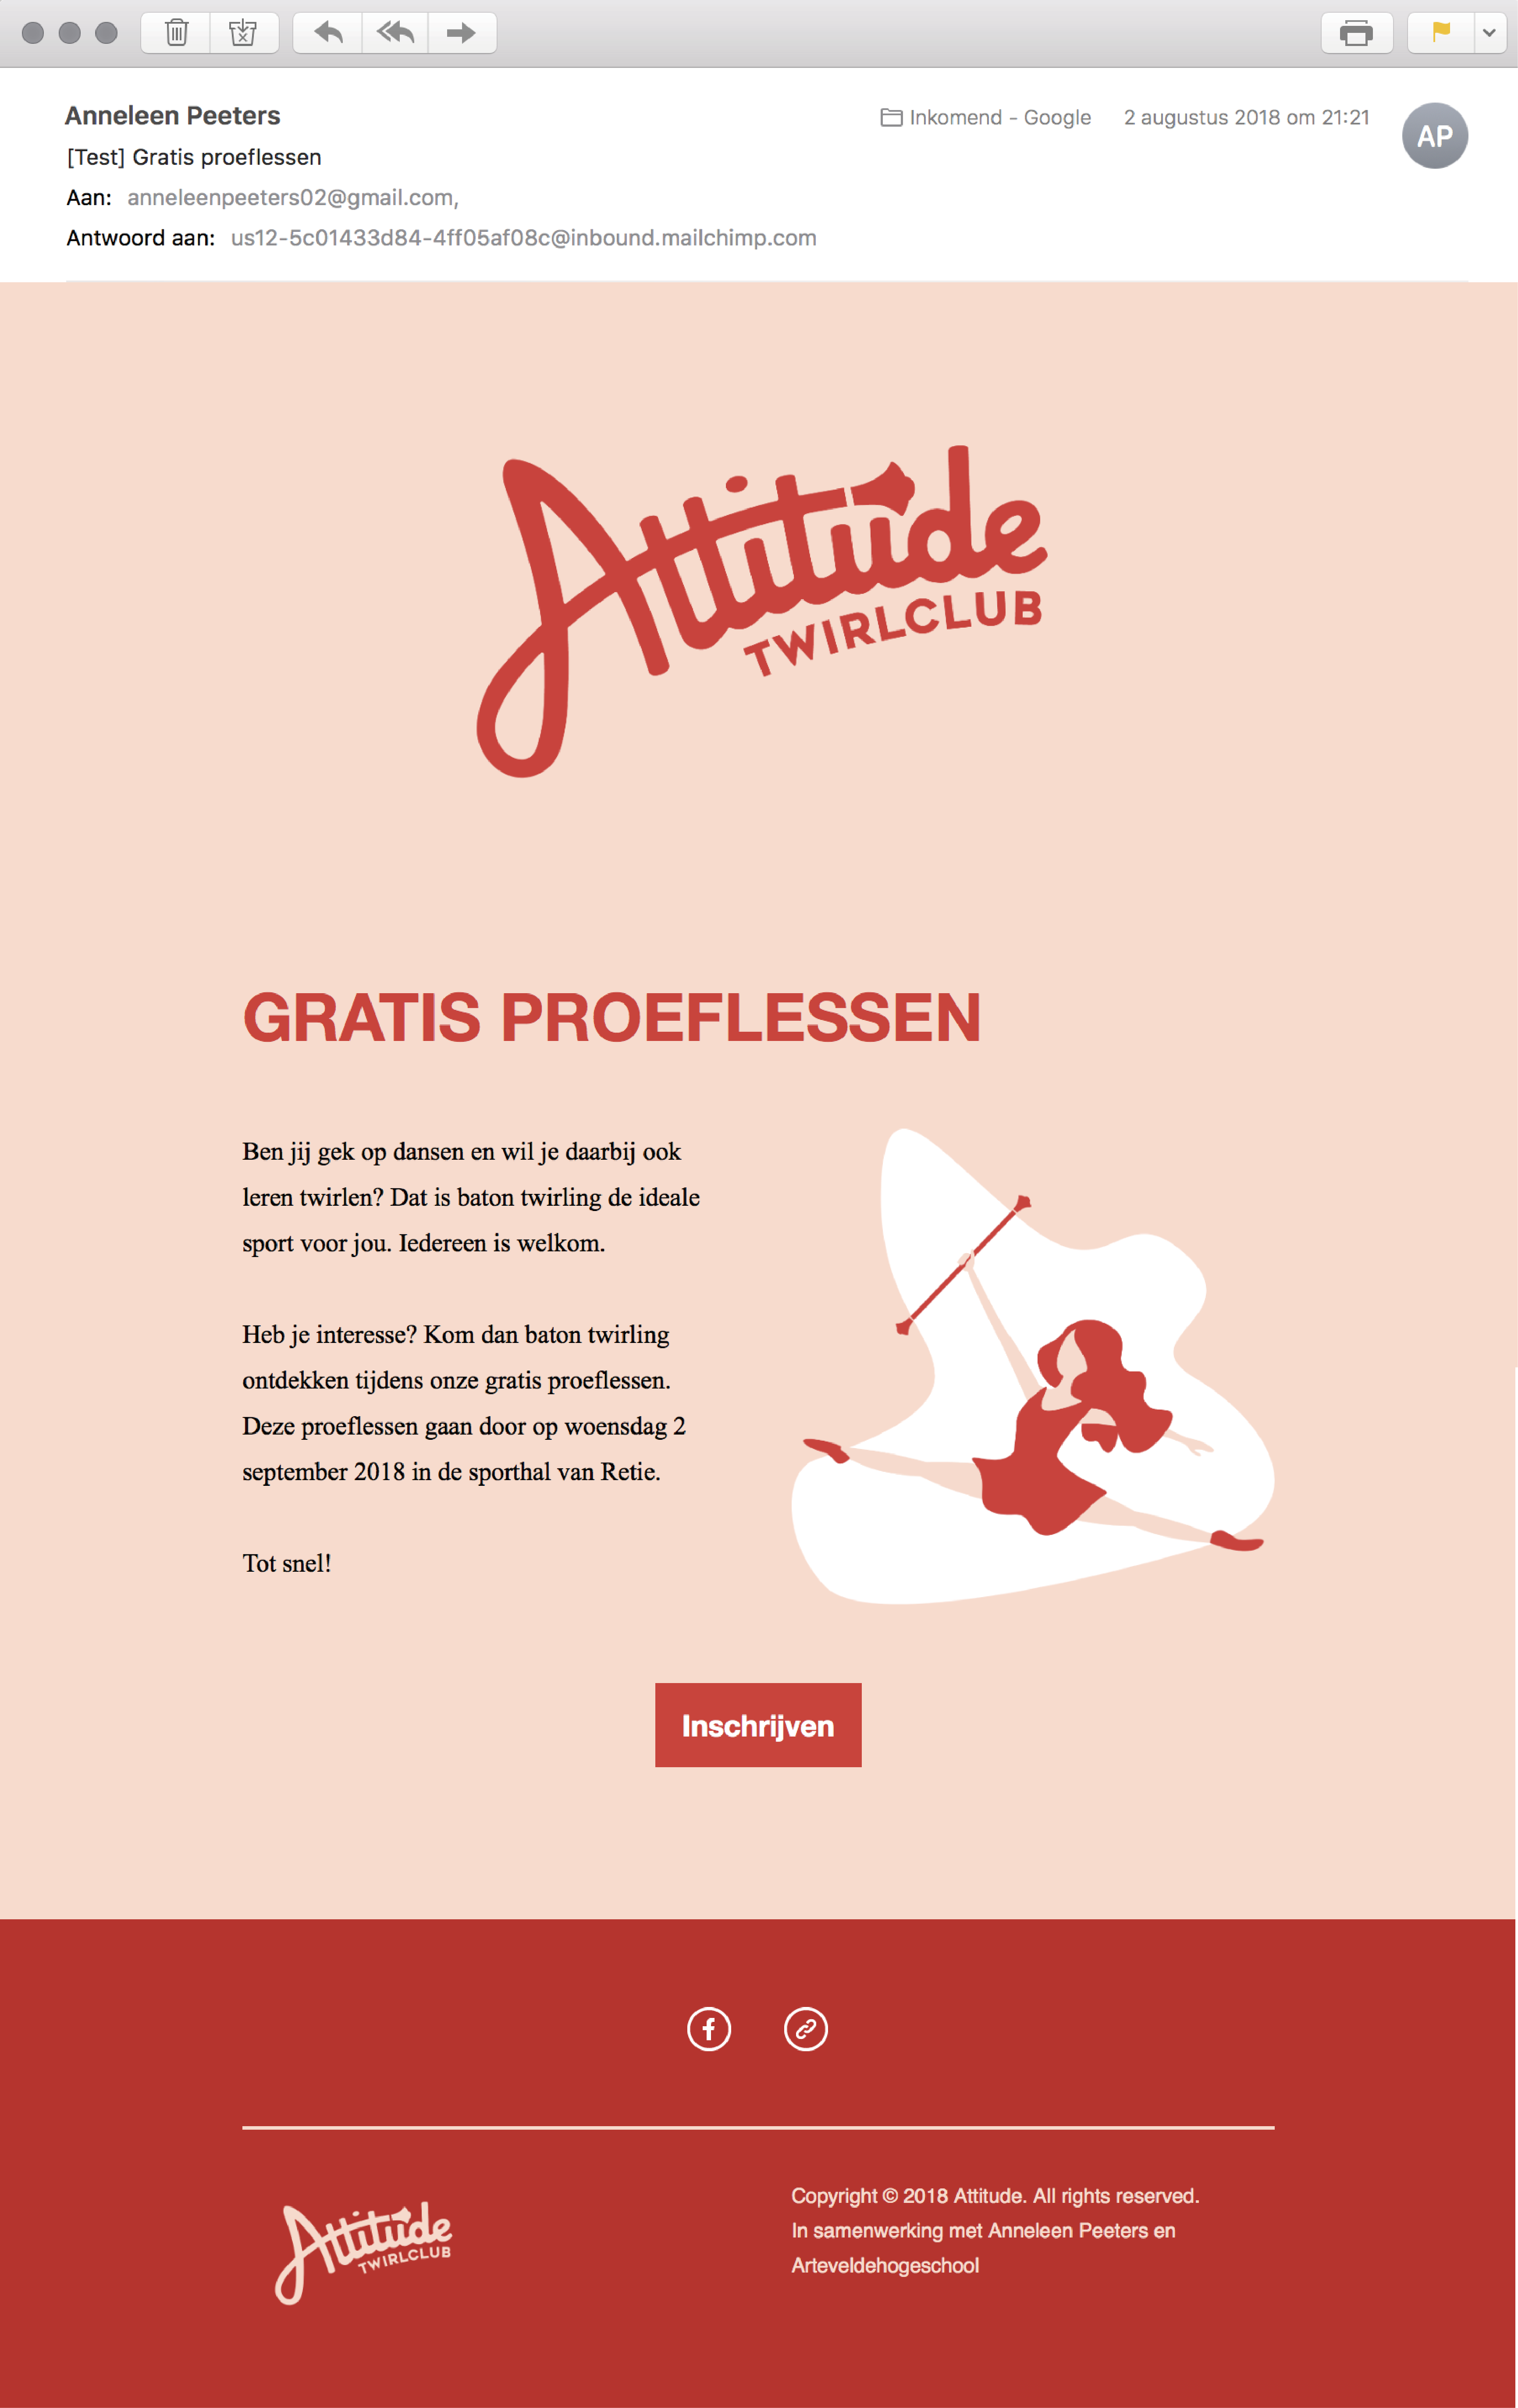 Anneleen Peeters
Inkomend - Google
2 augustus 2018 om 21:21
AP
[Test] Gratis proeflessen
Aan: anneleenpeeters02@gmail.com,
Antwoord aan: us12-5c01433d84-4ff05af08c@inbound.mailchimp.com
Attitude
TWIRLCLUB
GRATIS PROEFLESSEN
Ben jij gek op dansen en wil je daarbij ook
leren twirlen? Dat is baton twirling de ideale
sport voor jou. Iedereen is welkom.
Heb je interesse? Kom dan baton twirling
ontdekken tijdens onze gratis proeflessen.
Deze proeflessen gaan door op woensdag 2
september 2018 in de sporthal van Retie.
Tot snel!
Inschrijven
Attitude
TWIRLCLUB
Copyright © 2018 Attitude. All rights reserved.
In samenwerking met Anneleen Peeters en
Arteveldehogeschool